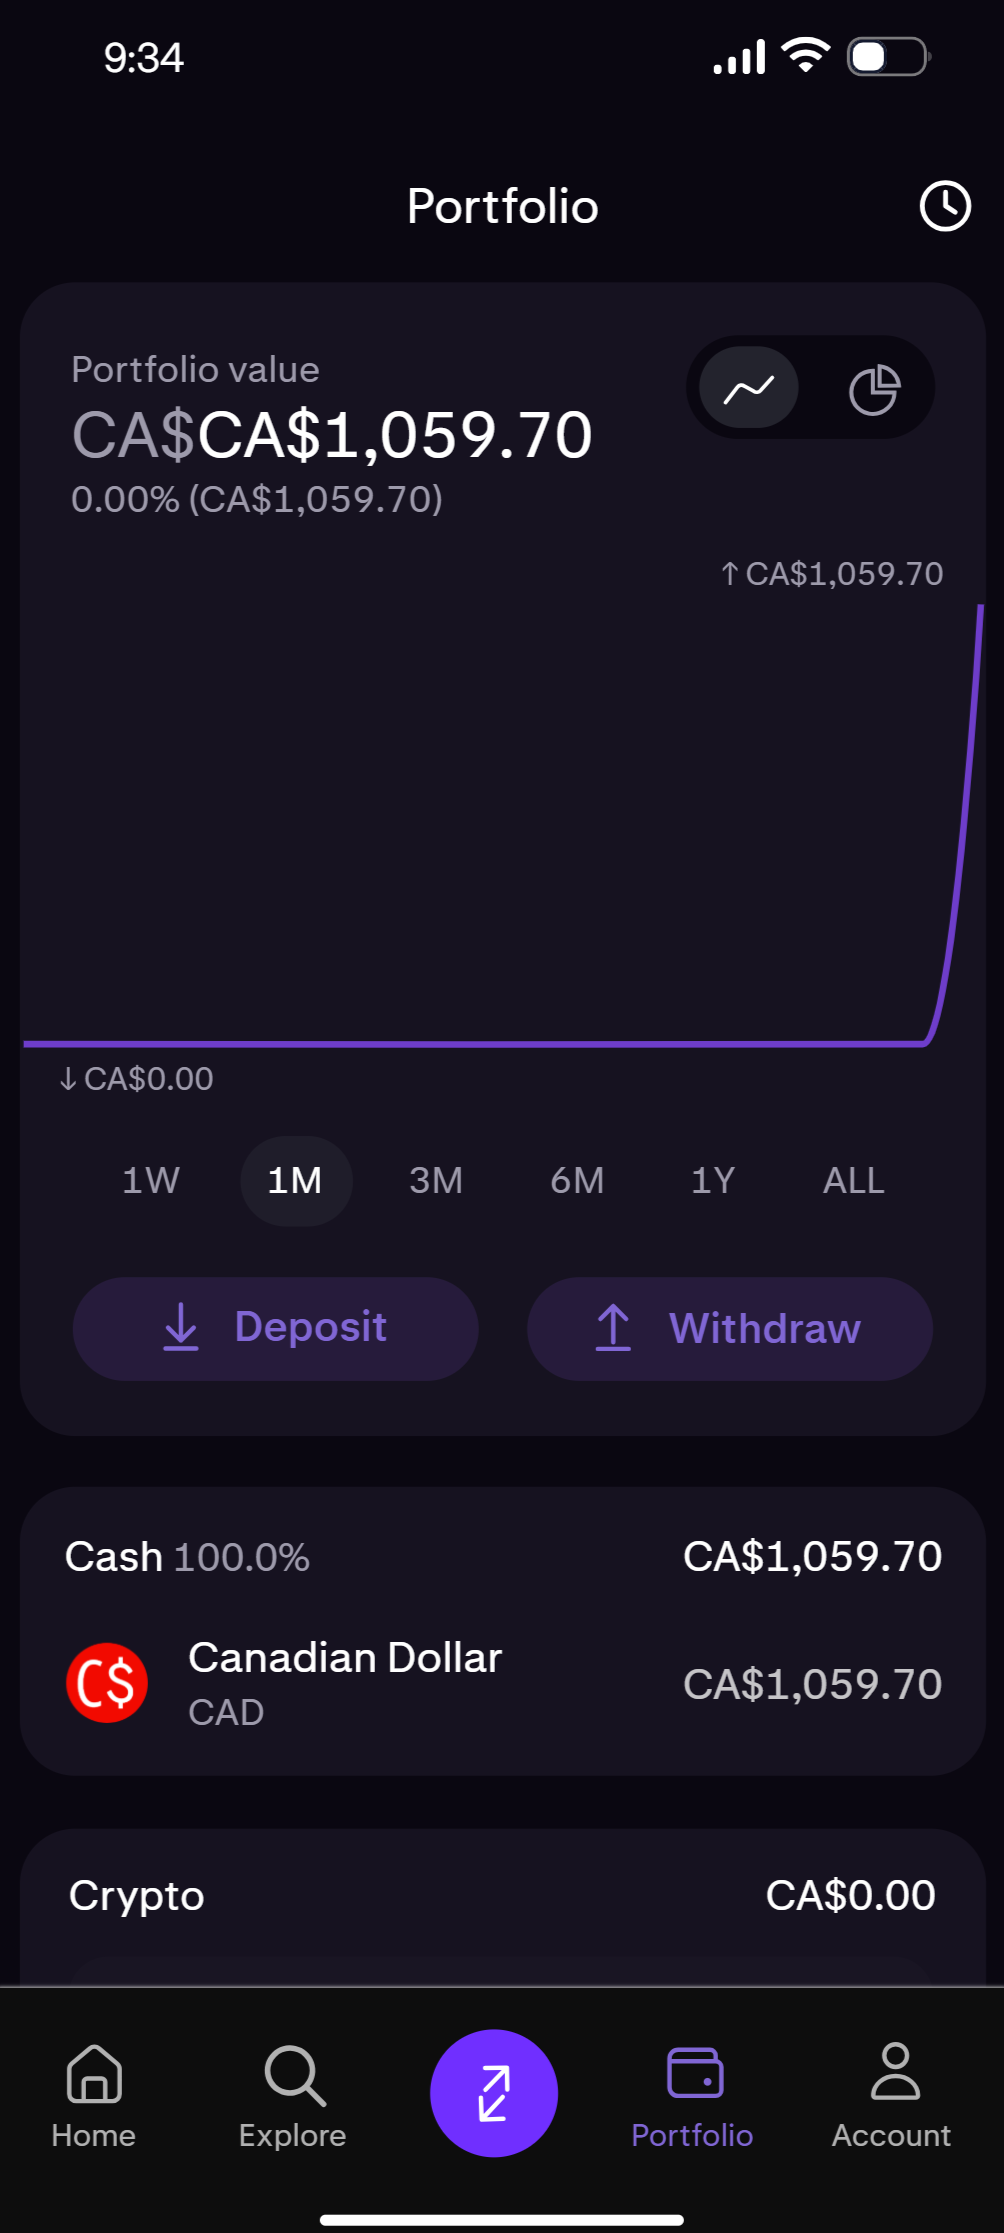 9:34
Portfolio
Portfolio value
CA$CA$1,059.70
0.00% (CA$1,059.70)
↑ CA$1,059.70
↓ CA$0.00
1W 1M 3M 6M 1Y ALL
Deposit Withdraw
Cash 100.0% CA$1,059.70
C$ Canadian Dollar CA$1,059.70
CAD
Crypto CA$0.00
Home Explore Portfolio Account